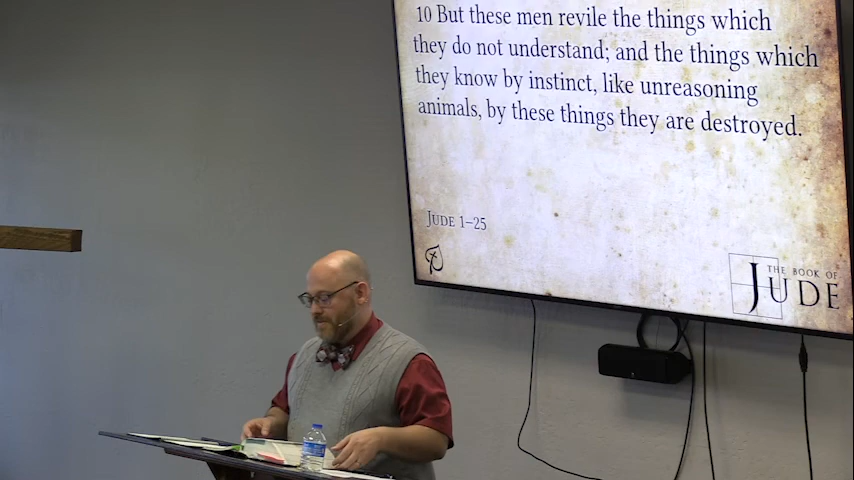 10 But these men revile the things which
they do not understand; and the things which
they know by instinct, like unreasoning
animals, by these things they are destroyed.
Jude 1–25
THE BOOK OF
JUDE